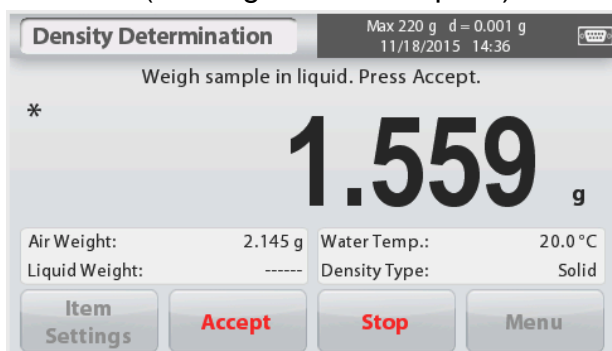 Density Determination
Max 220 g d = 0.001 g
11/18/2015 14:36
Weigh sample in liquid. Press Accept.
*
1.559 g
Air Weight: 2.145 g Water Temp.: 20.0 °C
Liquid Weight: ------ Density Type: Solid
Item Settings
Accept
Stop
Menu